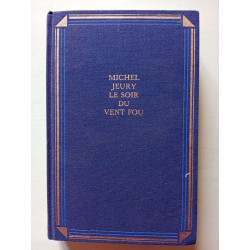 MICHEL
JEURY
LE SOIR
DU
VENT FOU